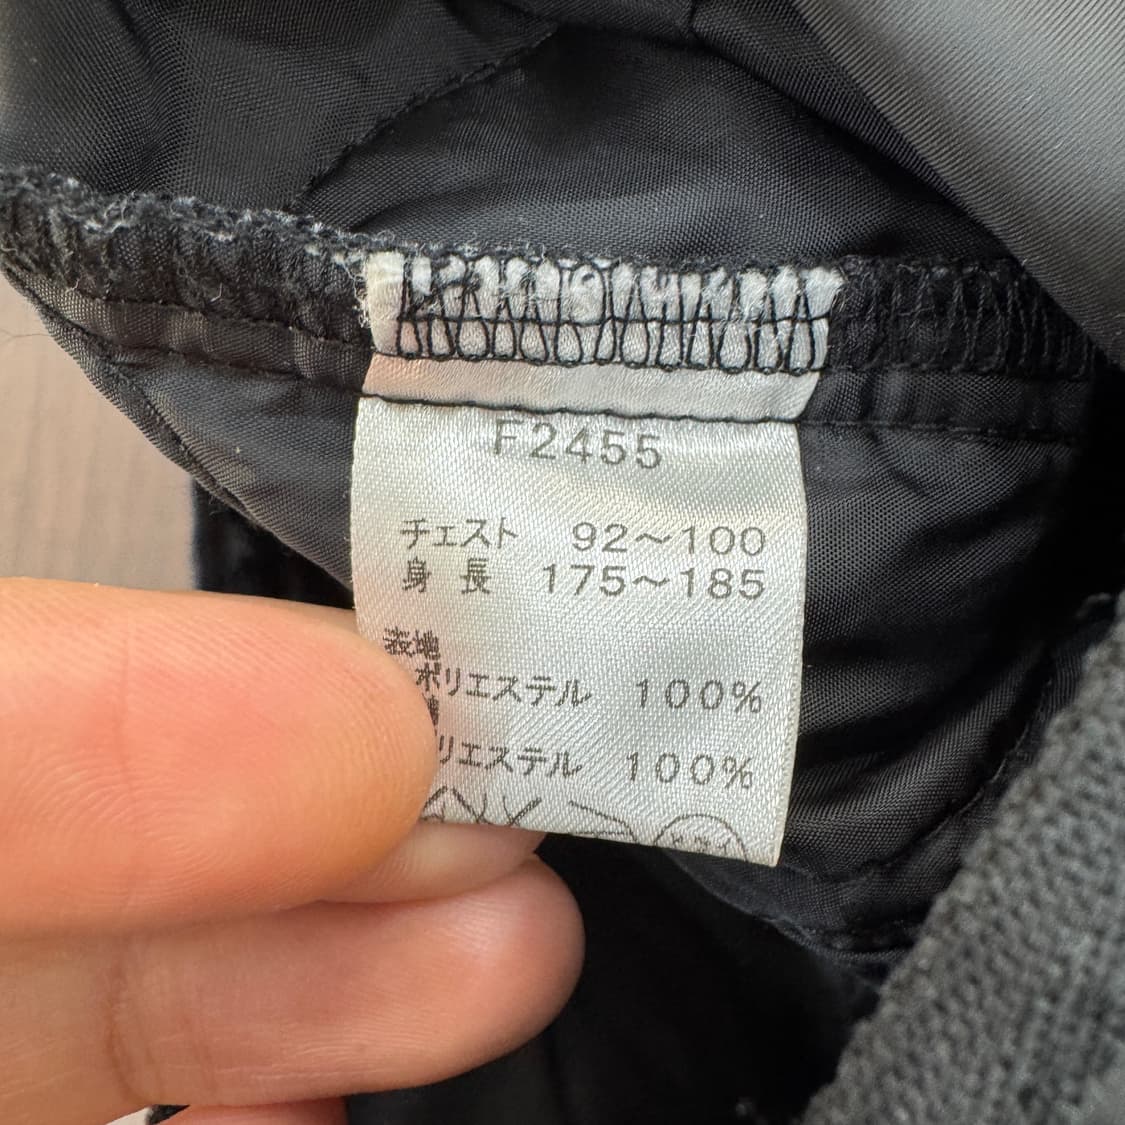 F2455
チェスト 92～100
身長 175～185
表地
ポリエステル 100%
リエステル 100%